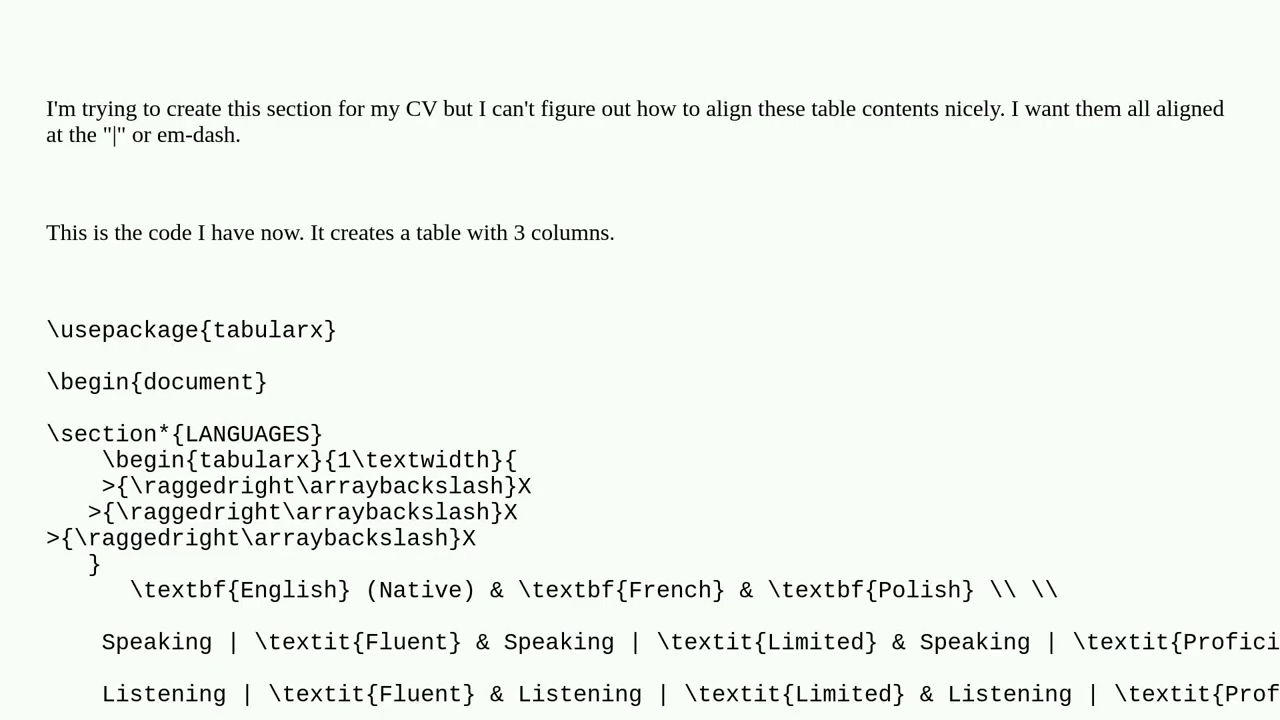 I'm trying to create this section for my CV but I can't figure out how to align these table contents nicely. I want them all aligned
at the "|" or em-dash.
This is the code I have now. It creates a table with 3 columns.
\usepackage{tabularx}
\begin{document}
\section*{LANGUAGES}
    \begin{tabularx}{1\textwidth}{
    >{\raggedright\arraybackslash}X
   >{\raggedright\arraybackslash}X
>{\raggedright\arraybackslash}X
   }
      \textbf{English} (Native) & \textbf{French} & \textbf{Polish} \\ \\
    Speaking | \textit{Fluent} & Speaking | \textit{Limited} & Speaking | \textit{Profici
    Listening | \textit{Fluent} & Listening | \textit{Limited} & Listening | \textit{Prof